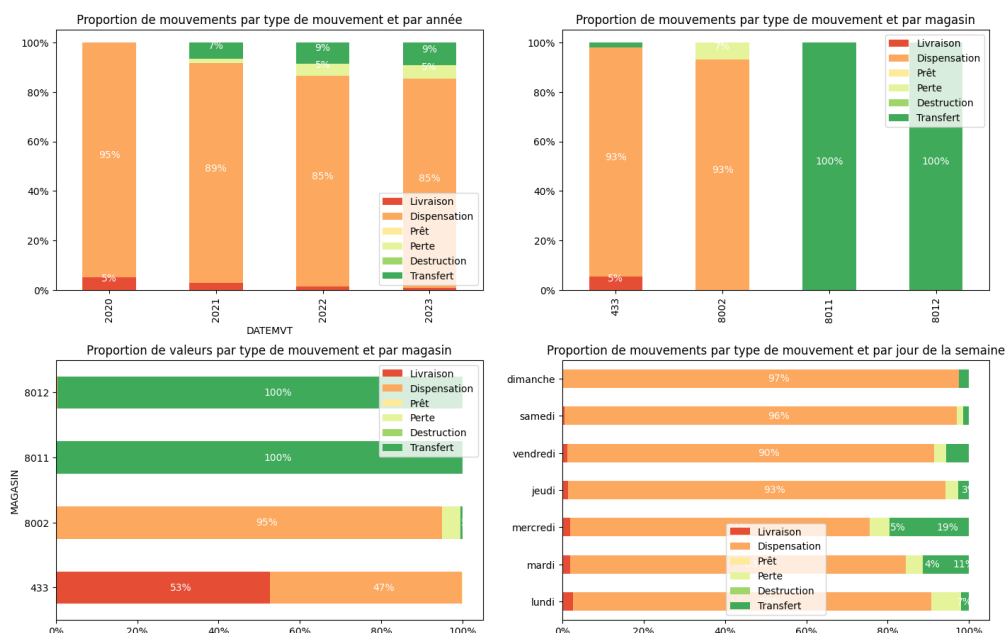 Proportion de mouvements par type de mouvement et par année
100%
80%
60%
40%
20%
0%
95%
5%
7%
89%
9%
5%
85%
9%
5%
85%
Livraison
Dispensation
Prêt
Perte
Destruction
Transfert
2020
2021
2022
2023
DATEMVT
Proportion de mouvements par type de mouvement et par magasin
100%
80%
60%
40%
20%
0%
93%
5%
7%
93%
100%
100%
Livraison
Dispensation
Prêt
Perte
Destruction
Transfert
433
8002
8011
8012
Proportion de valeurs par type de mouvement et par magasin
MAGASIN
8012
100%
8011
100%
8002
95%
433
53%
47%
Livraison
Dispensation
Prêt
Perte
Destruction
Transfert
0%
20%
40%
60%
80%
100%
Proportion de mouvements par type de mouvement et par jour de la semaine
dimanche
97%
samedi
96%
vendredi
90%
jeudi
93%
3%
mercredi
5%
19%
mardi
4%
11%
lundi
7%
Livraison
Dispensation
Prêt
Perte
Destruction
Transfert
0%
20%
40%
60%
80%
100%